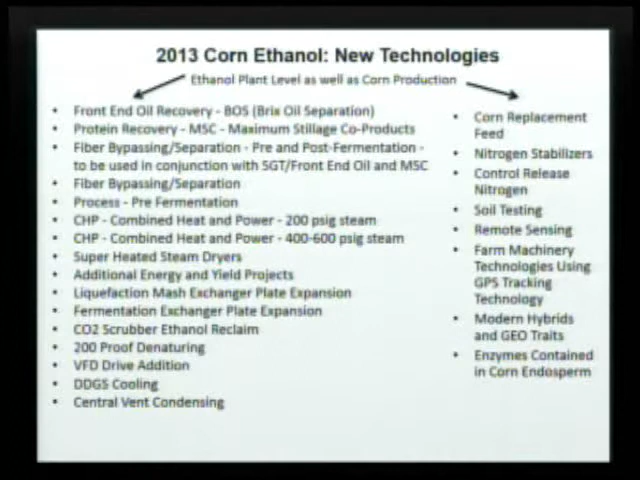 2013 Corn Ethanol: New Technologies
Ethanol Plant Level as well as Corn Production
• Front End Oil Recovery - BOS (Brix Oil Separation)
• Protein Recovery - MSC - Maximum Stillage Co-Products
• Fiber Bypassing/Separation - Pre and Post-Fermentation -
to be used in conjunction with SGT/Front End Oil and MSC
• Fiber Bypassing/Separation
• Process - Pre Fermentation
• CHP - Combined Heat and Power - 200 psig steam
• CHP - Combined Heat and Power - 400-600 psig steam
• Super Heated Steam Dryers
• Additional Energy and Yield Projects
• Liquefaction Mash Exchanger Plate Expansion
• Fermentation Exchanger Plate Expansion
• CO2 Scrubber Ethanol Reclaim
• 200 Proof Denaturing
• VFD Drive Addition
• DDGS Cooling
• Central Vent Condensing
• Corn Replacement
Feed
• Nitrogen Stabilizers
• Control Release
Nitrogen
• Soil Testing
• Remote Sensing
• Farm Machinery
Technologies Using
GPS Tracking
Technology
• Modern Hybrids
and GEO Traits
• Enzymes Contained
in Corn Endosperm